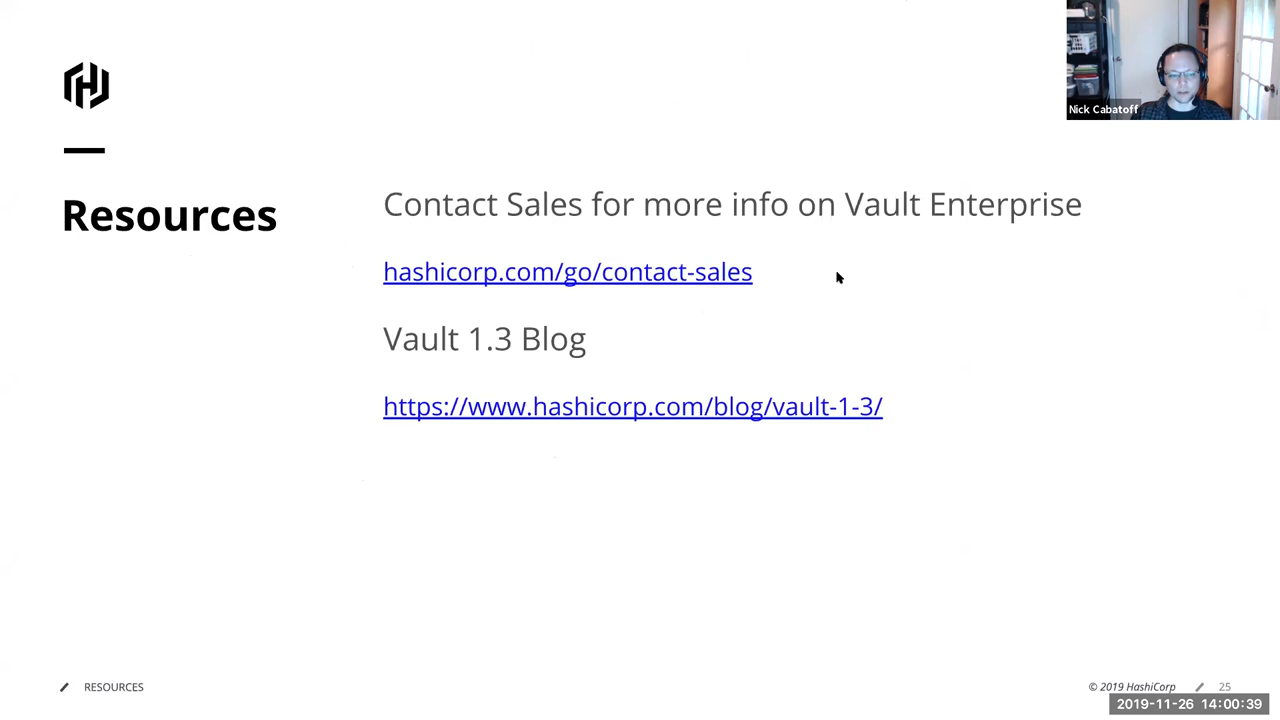 Nick Cabatoff
Resources
Contact Sales for more info on Vault Enterprise
hashicorp.com/go/contact-sales
Vault 1.3 Blog
https://www.hashicorp.com/blog/vault-1-3/
RESOURCES
© 2019 HashiCorp
25
2019-11-26 14:00:39